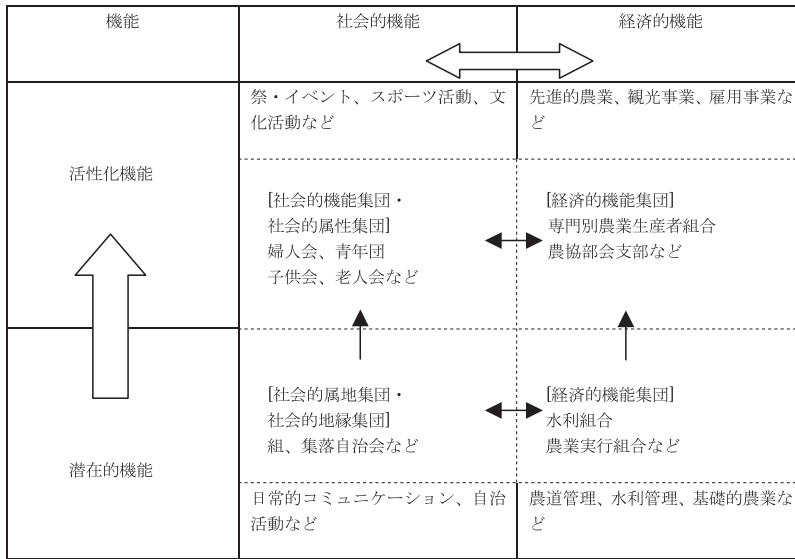 機能
社会的機能
経済的機能
活性化機能
祭・イベント、スポーツ活動、文
化活動など
先進的農業、観光事業、雇用事業な
ど
[社会的機能集団・
社会的属性集団]
婦人会、青年団
子供会、老人会など
[経済的機能集団]
専門別農業生産者組合
農協部会支部など
潜在的機能
[社会的属地集団・
社会的地縁集団]
組、集落自治会など
[経済的機能集団]
水利組合
農業実行組合など
日常的コミュニケーション、自治
活動など
農道管理、水利管理、基礎的農業な
ど